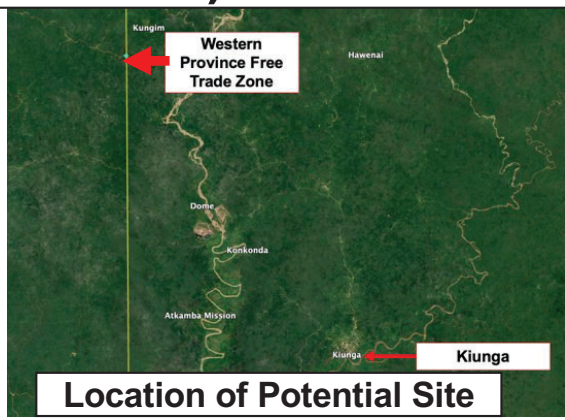 Kungim
Western
Province Free
Trade Zone
Hawenai
Dome
Konkonda
Atkamba Mission
Kiunga
Kiunga
Location of Potential Site